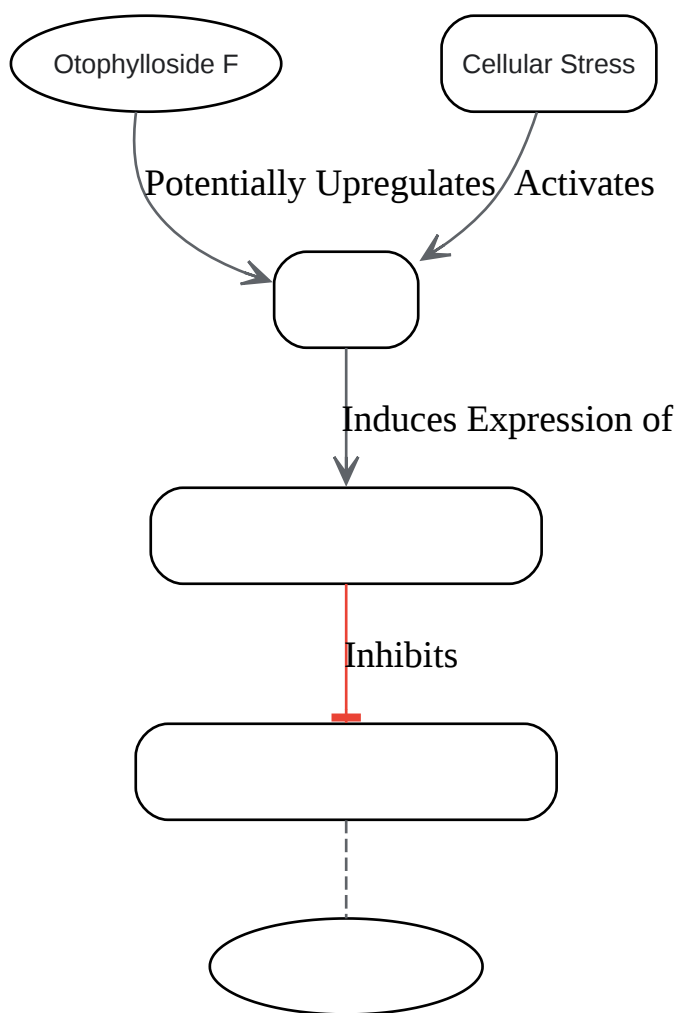 Otophylloside F
Cellular Stress
Potentially Upregulates
Activates
Induces Expression of
Inhibits